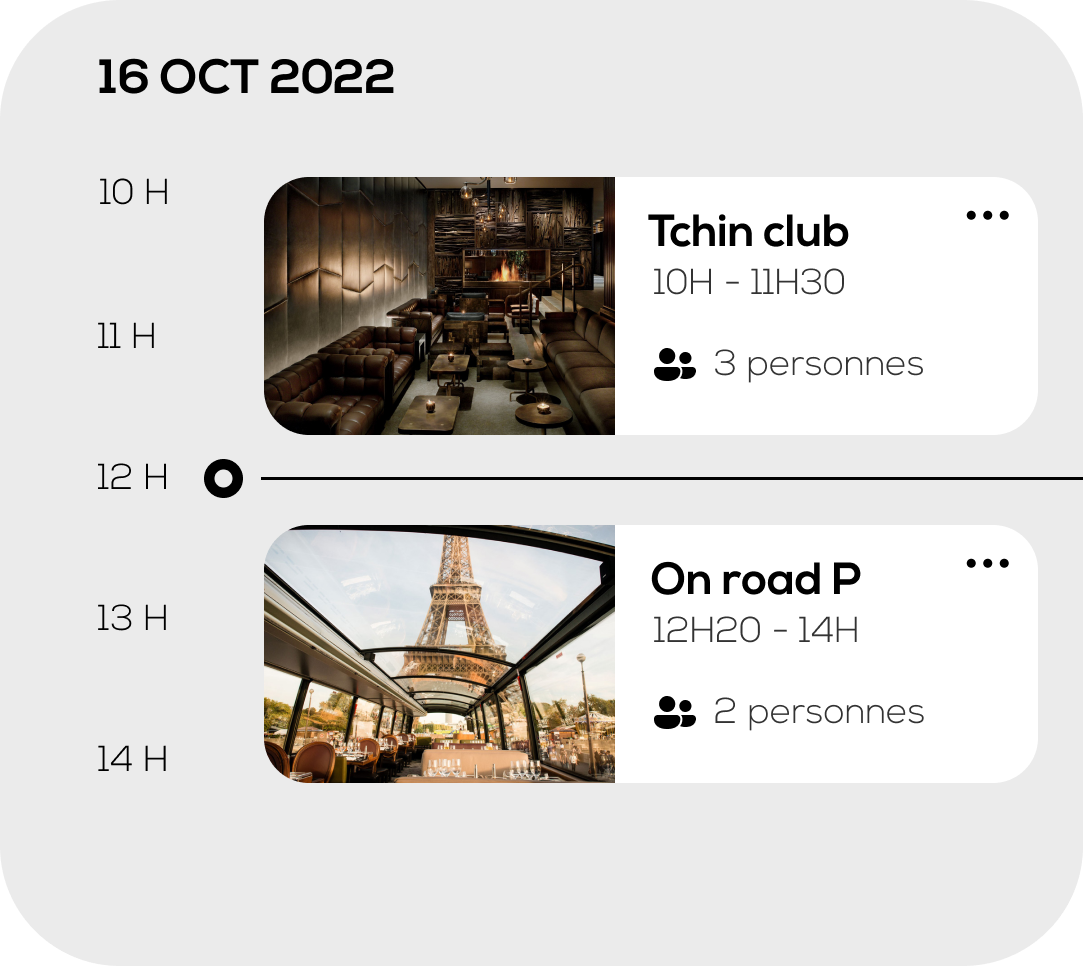 16 OCT 2022
10 H
Tchin club
10H - 11H30
11 H
3 personnes
12 H
On road P
12H20 - 14H
13 H
2 personnes
14 H